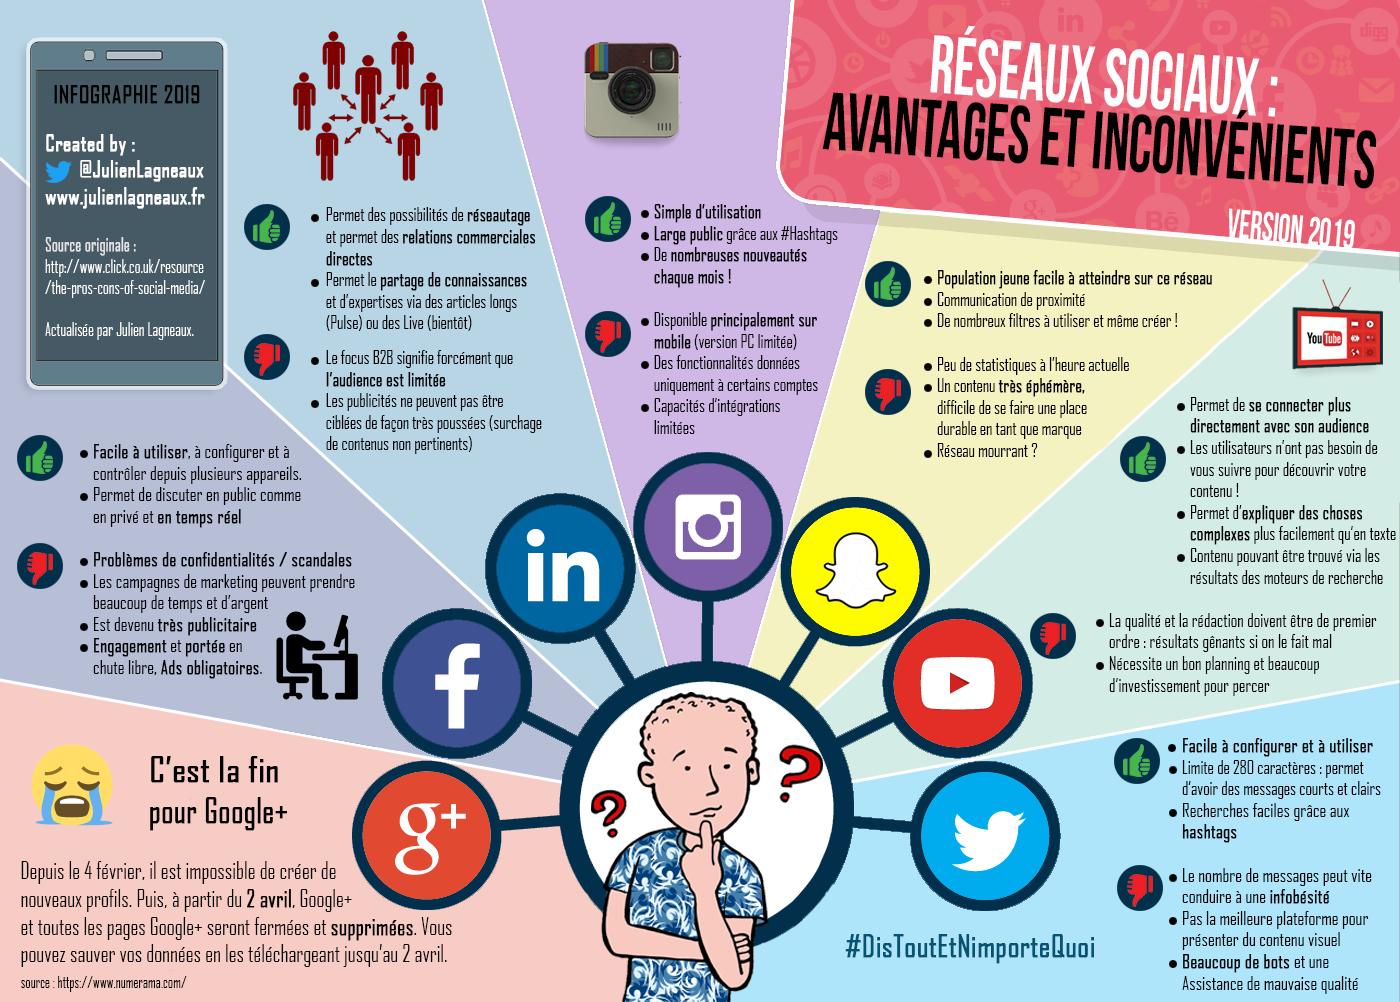 RÉSEAUX SOCIAUX :
AVANTAGES ET INCONVÉNIENTS
VERSION 2019
INFOGRAPHIE 2019
Created by :
@JulienLagneaux
www.julienlagneaux.fr
Source originale :
http://www.click.co.uk/resource
/the-pros-cons-of-social-media/
Actualisée par Julien Lagneaux.
● Permet des possibilités de réseautage
et permet des relations commerciales
directes
● Permet le partage de connaissances
et d'expertises via des articles longs
(Pulse) ou des Live (bientôt)
● Le focus B2B signifie forcément que
l'audience est limitée
● Les publicités ne peuvent pas être
ciblées de façon très poussées (surchage
de contenus non pertinents)
● Simple d'utilisation
● Large public grâce aux #Hashtags
● De nombreuses nouveautés
chaque mois !
● Disponible principalement sur
mobile (version PC limitée)
● Des fonctionnalités données
uniquement à certains comptes
● Capacités d'intégrations
limitées
● Population jeune facile à atteindre sur ce réseau
● Communication de proximité
● De nombreux filtres à utiliser et même créer !
● Peu de statistiques à l'heure actuelle
● Un contenu très éphémère,
difficile de se faire une place
durable en tant que marque
● Réseau mourrant ?
YouTube
● Permet de se connecter plus
directement avec son audience
● Les utilisateurs n'ont pas besoin de
vous suivre pour découvrir votre
contenu !
● Permet d'expliquer des choses
complexes plus facilement qu'en texte
● Contenu pouvant être trouvé via les
résultats des moteurs de recherche
● La qualité et la rédaction doivent être de premier
ordre : résultats gênants si on le fait mal
● Nécessite un bon planning et beaucoup
d'investissement pour percer
● Facile à utiliser, à configurer et à
contrôler depuis plusieurs appareils.
● Permet de discuter en public comme
en privé et en temps réel
● Problèmes de confidentialités / scandales
● Les campagnes de marketing peuvent prendre
beaucoup de temps et d'argent
● Est devenu très publicitaire
● Engagement et portée en
chute libre, Ads obligatoires.
in
f
g+
C'est la fin
pour Google+
Depuis le 4 février, il est impossible de créer de
nouveaux profils. Puis, à partir du 2 avril, Google+
et toutes les pages Google+ seront fermées et supprimées. Vous
pouvez sauver vos données en les téléchargeant jusqu'au 2 avril.
source : https://www.numerama.com/
? ?
● Facile à configurer et à utiliser
● Limite de 280 caractères : permet
d'avoir des messages courts et clairs
● Recherches faciles grâce aux
hashtags
● Le nombre de messages peut vite
conduire à une infobésité
● Pas la meilleure plateforme pour
présenter du contenu visuel
● Beaucoup de bots et une
Assistance de mauvaise qualité
#DisToutEtNimporteQuoi